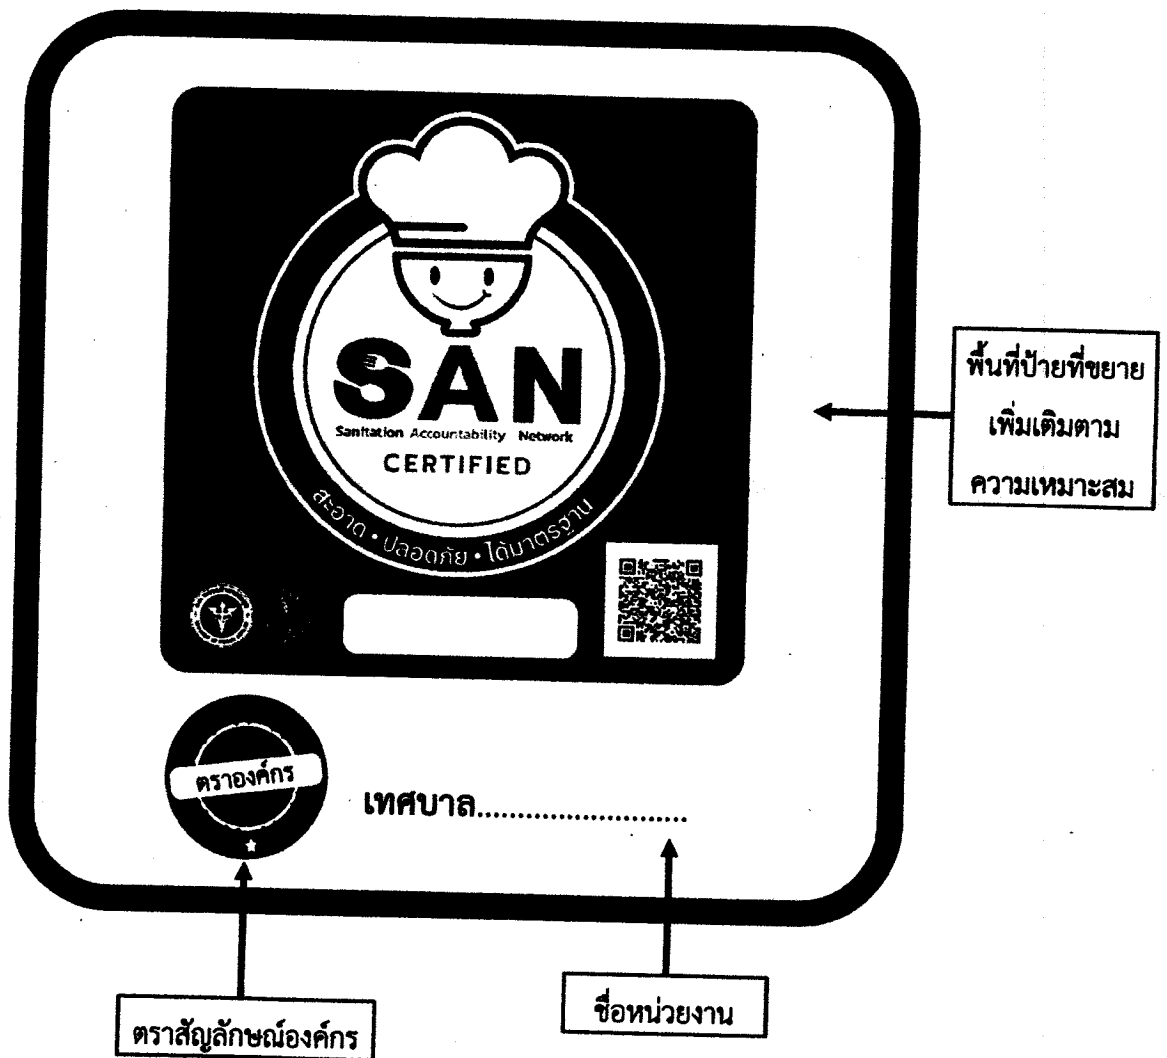 SAN
Sanitation Accountability Network
CERTIFIED
สะอาด • ปลอดภัย • ได้มาตรฐาน
พื้นที่ป้ายที่ขยาย
เพิ่มเติมตาม
ความเหมาะสม
ตราองค์กร
เทศบาล..........................
ตราสัญลักษณ์องค์กร
ชื่อหน่วยงาน